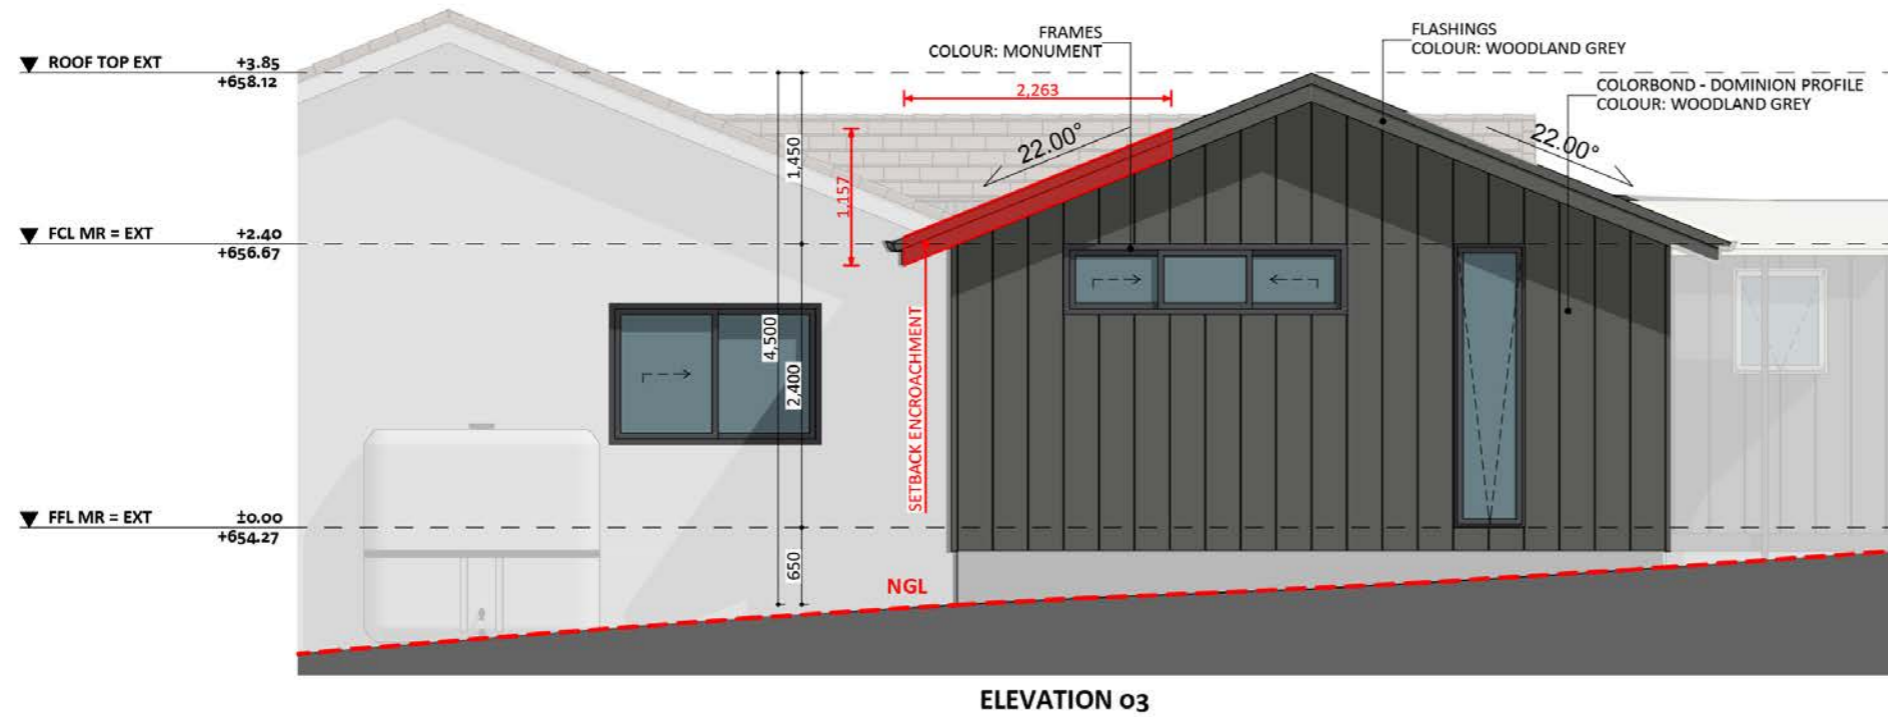 FRAMES
COLOUR: MONUMENT
FLASHINGS
COLOUR: WOODLAND GREY
ROOF TOP EXT +3.85
+658.12
COLORBOND - DOMINION PROFILE
COLOUR: WOODLAND GREY
2,263
22.00°
22.00°
1,450
1,157
FCL MR = EXT +2.40
+656.67
4,500
2,400
SETBACK ENCROACHMENT
FFL MR = EXT ±0.00
+654.27
650
NGL
ELEVATION 03